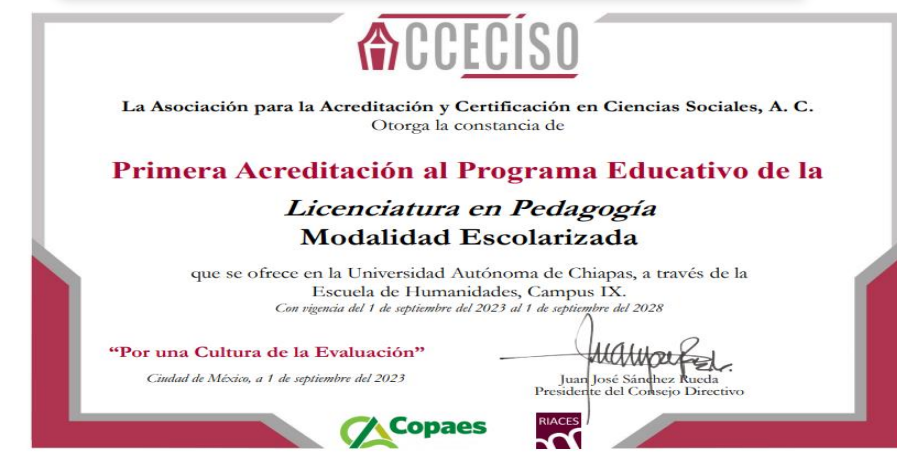 ACCECISO
La Asociación para la Acreditación y Certificación en Ciencias Sociales, A. C.
Otorga la constancia de
Primera Acreditación al Programa Educativo de la
Licenciatura en Pedagogía
Modalidad Escolarizada
que se ofrece en la Universidad Autónoma de Chiapas, a través de la
Escuela de Humanidades, Campus IX.
Con vigencia del 1 de septiembre del 2023 al 1 de septiembre del 2028
“Por una Cultura de la Evaluación”
Ciudad de México, a 1 de septiembre del 2023
Juan José Sánchez Rueda
Presidente del Consejo Directivo
Copaes
RIACES